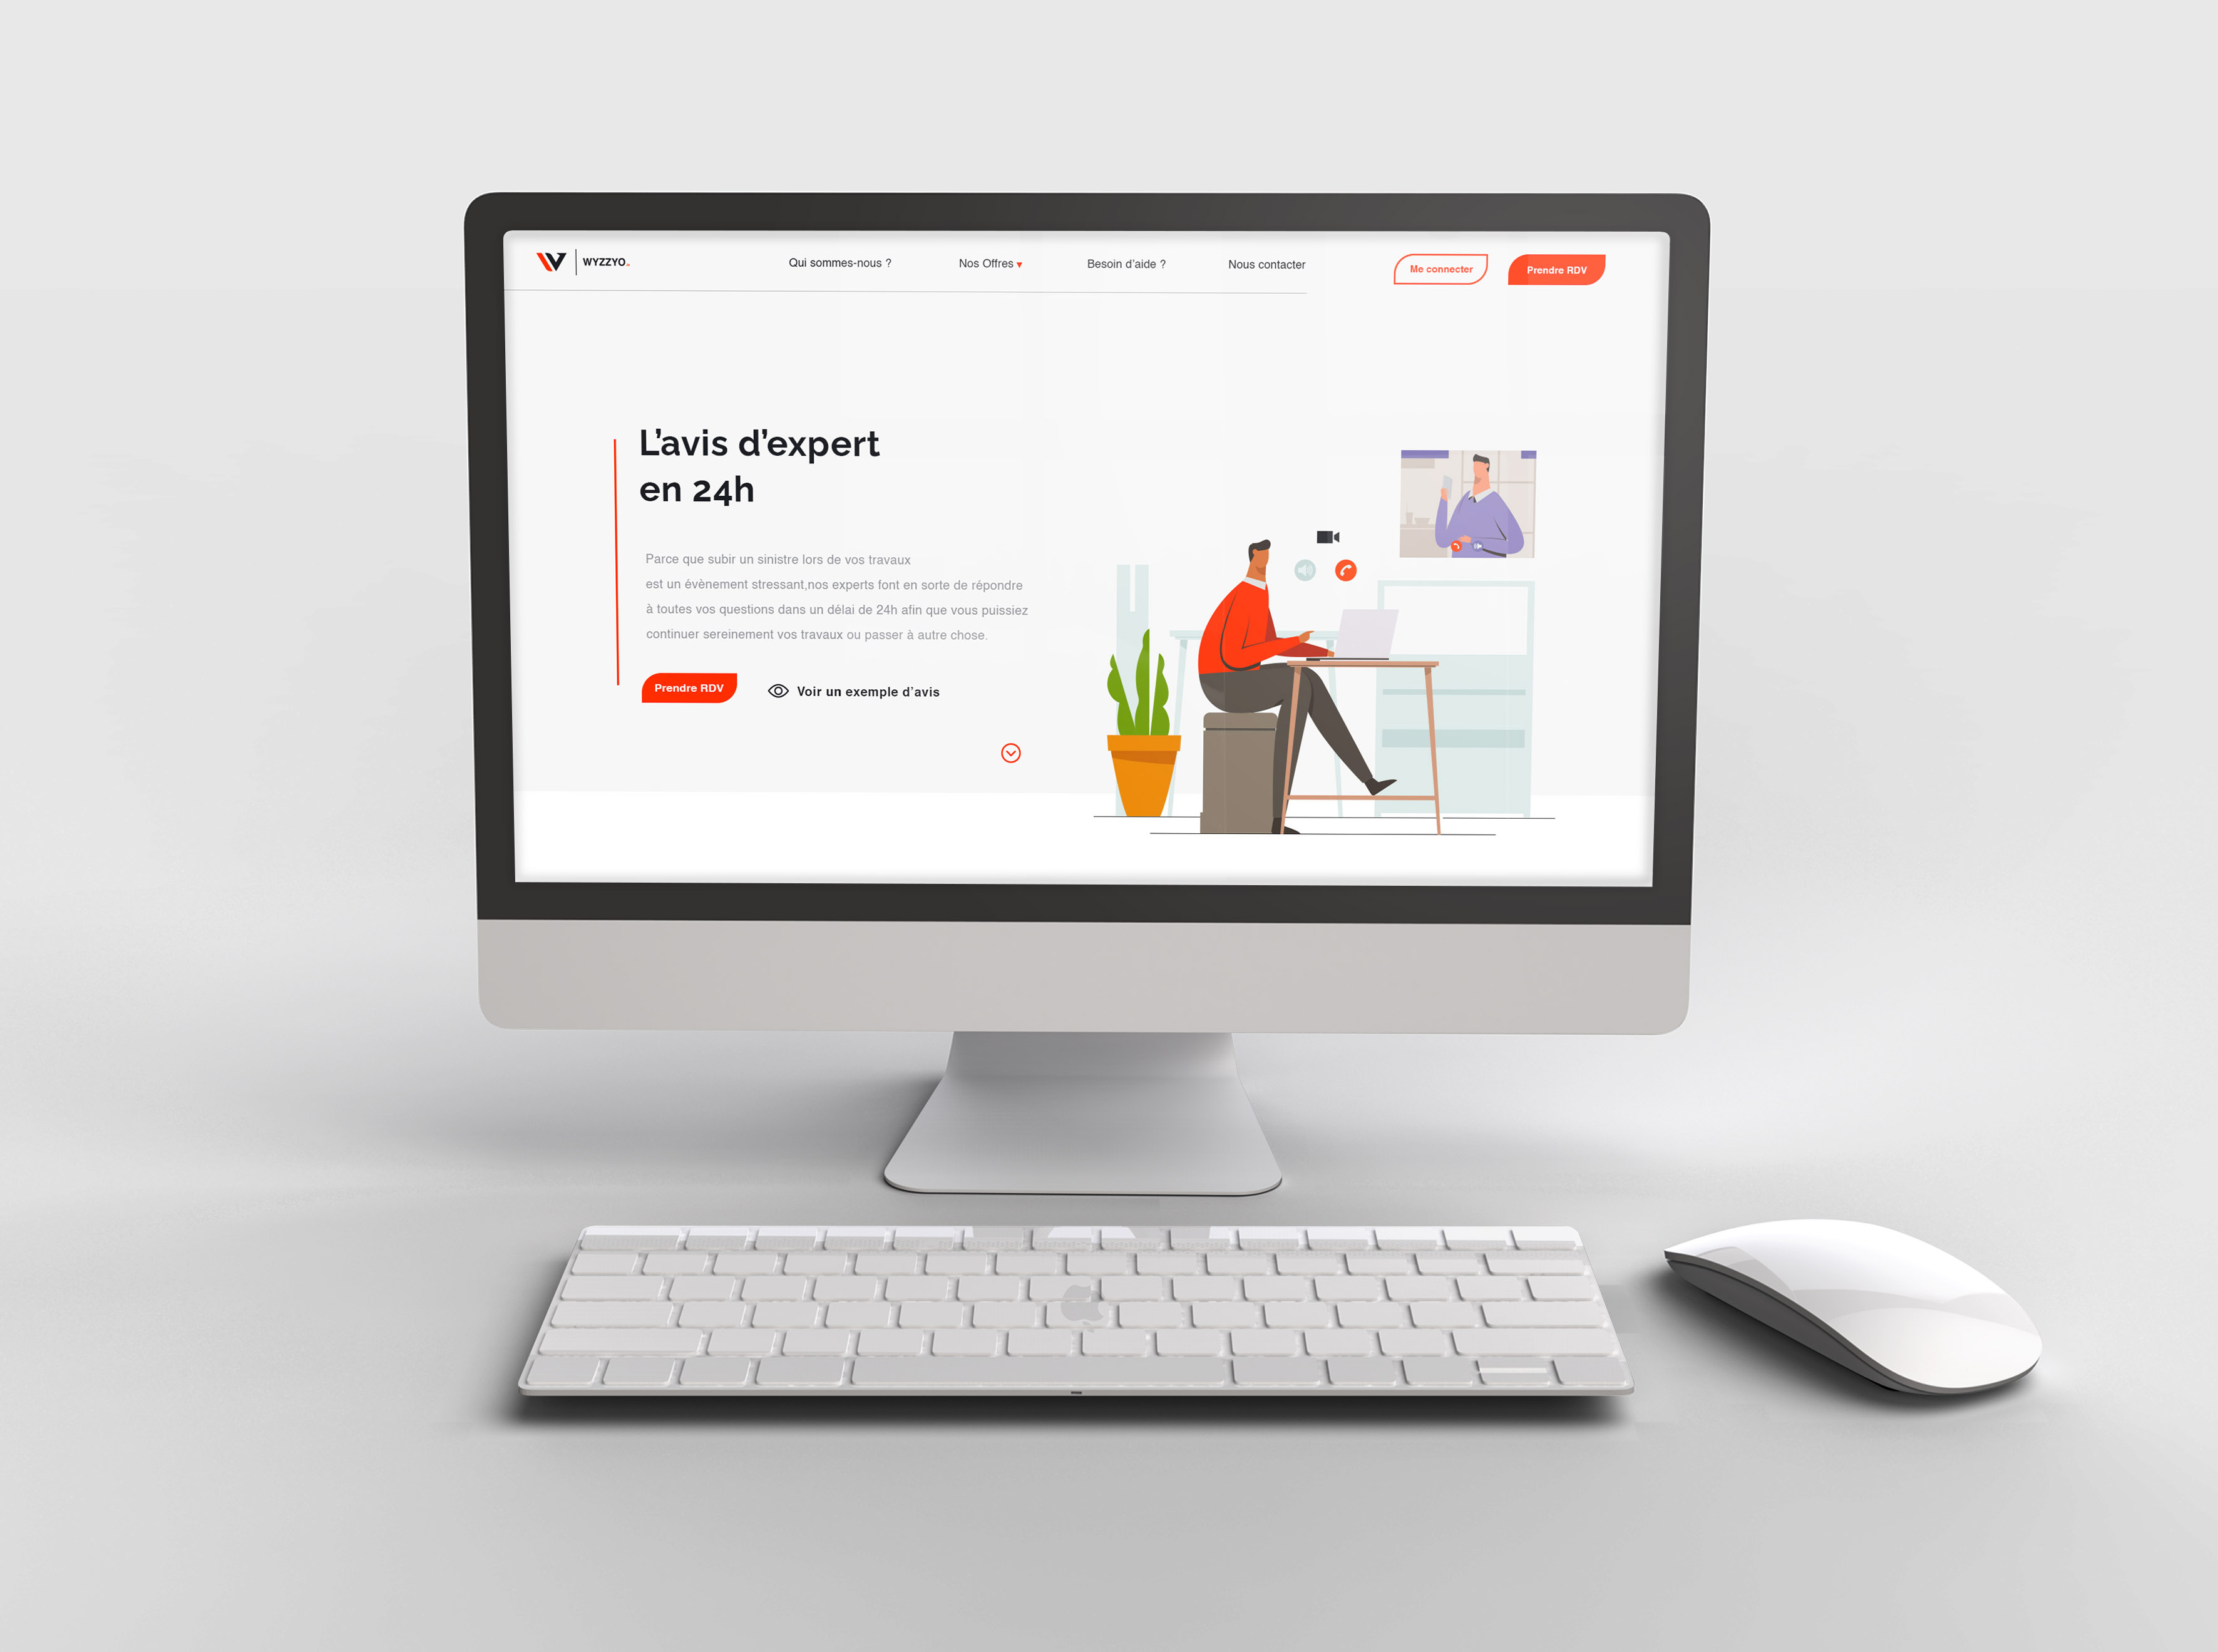 WYZZYO
Qui sommes-nous ?
Nos Offres
Besoin d'aide ?
Nous contacter
Me connecter
Prendre RDV
L'avis d'expert
en 24h
Parce que subir un sinistre lors de vos travaux
est un évènement stressant,nos experts font en sorte de répondre
à toutes vos questions dans un délai de 24h afin que vous puissiez
continuer sereinement vos travaux ou passer à autre chose.
Prendre RDV
Voir un exemple d'avis